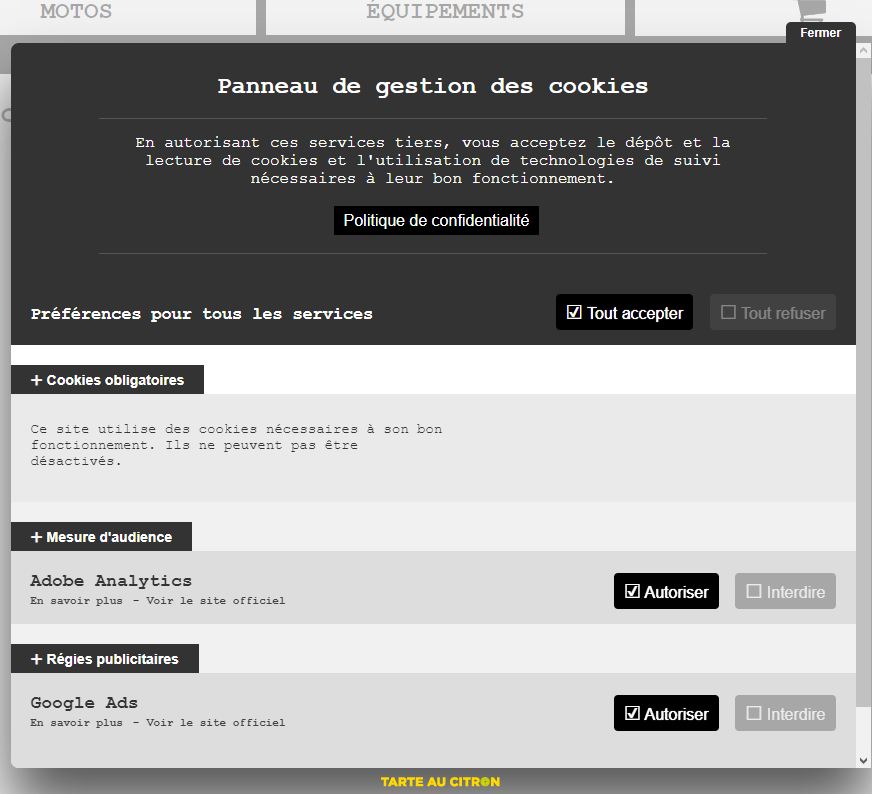 MOTOS
ÉQUIPEMENTS
Fermer
Panneau de gestion des cookies
En autorisant ces services tiers, vous acceptez le dépôt et la
lecture de cookies et l'utilisation de technologies de suivi
nécessaires à leur bon fonctionnement.
Politique de confidentialité
Préférences pour tous les services
Tout accepter
Tout refuser
+ Cookies obligatoires
Ce site utilise des cookies nécessaires à son bon
fonctionnement. Ils ne peuvent pas être
désactivés.
+ Mesure d'audience
Adobe Analytics
En savoir plus - Voir le site officiel
Autoriser
Interdire
+ Régies publicitaires
Google Ads
En savoir plus - Voir le site officiel
Autoriser
Interdire
TARTE AU CITRON